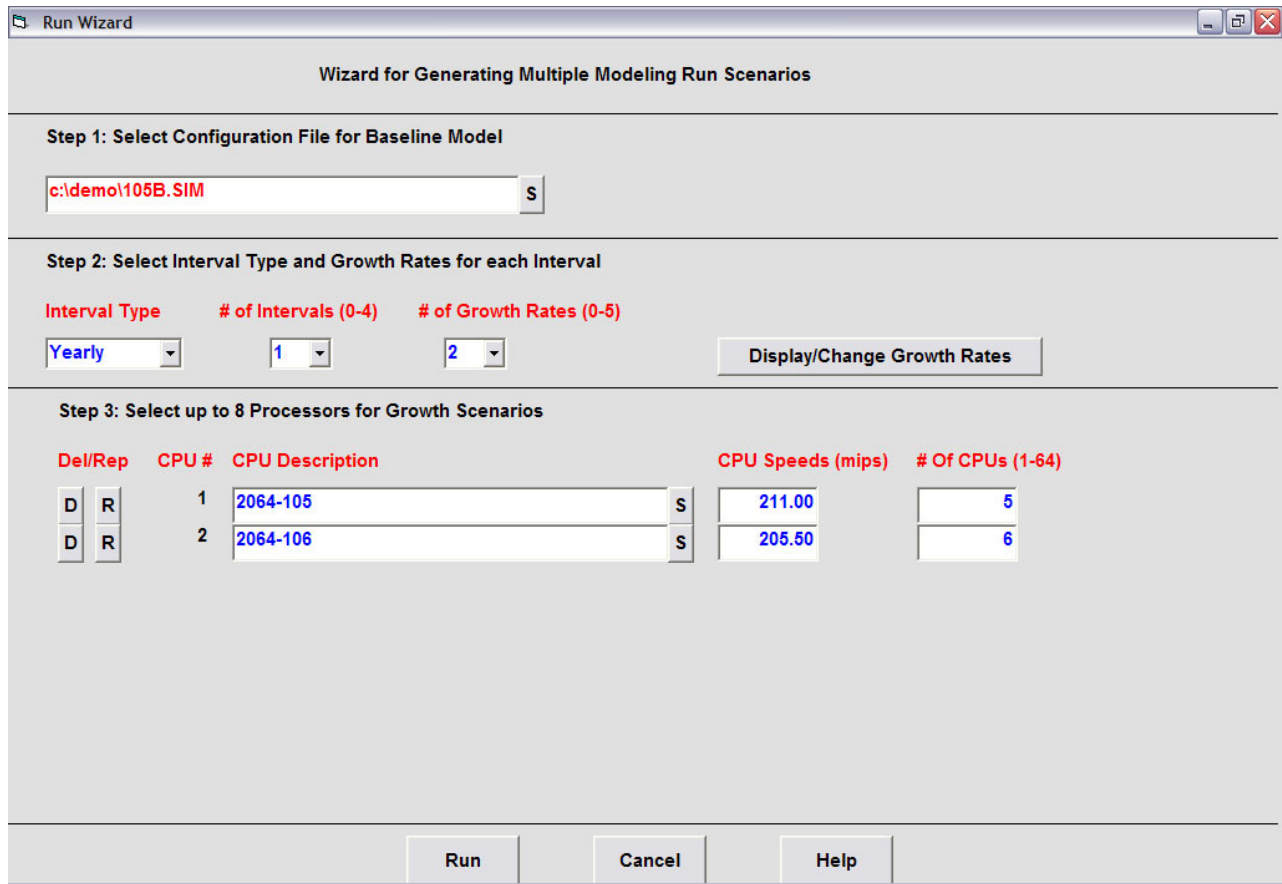 Run Wizard
Wizard for Generating Multiple Modeling Run Scenarios
Step 1: Select Configuration File for Baseline Model
c:\demo\105B.SIM S
Step 2: Select Interval Type and Growth Rates for each Interval
Interval Type # of Intervals (0-4) # of Growth Rates (0-5)
Yearly 1 2 Display/Change Growth Rates
Step 3: Select up to 8 Processors for Growth Scenarios
Del/Rep CPU # CPU Description CPU Speeds (mips) # Of CPUs (1-64)
D R 1 2064-105 S 211.00 5
D R 2 2064-106 S 205.50 6
Run Cancel Help